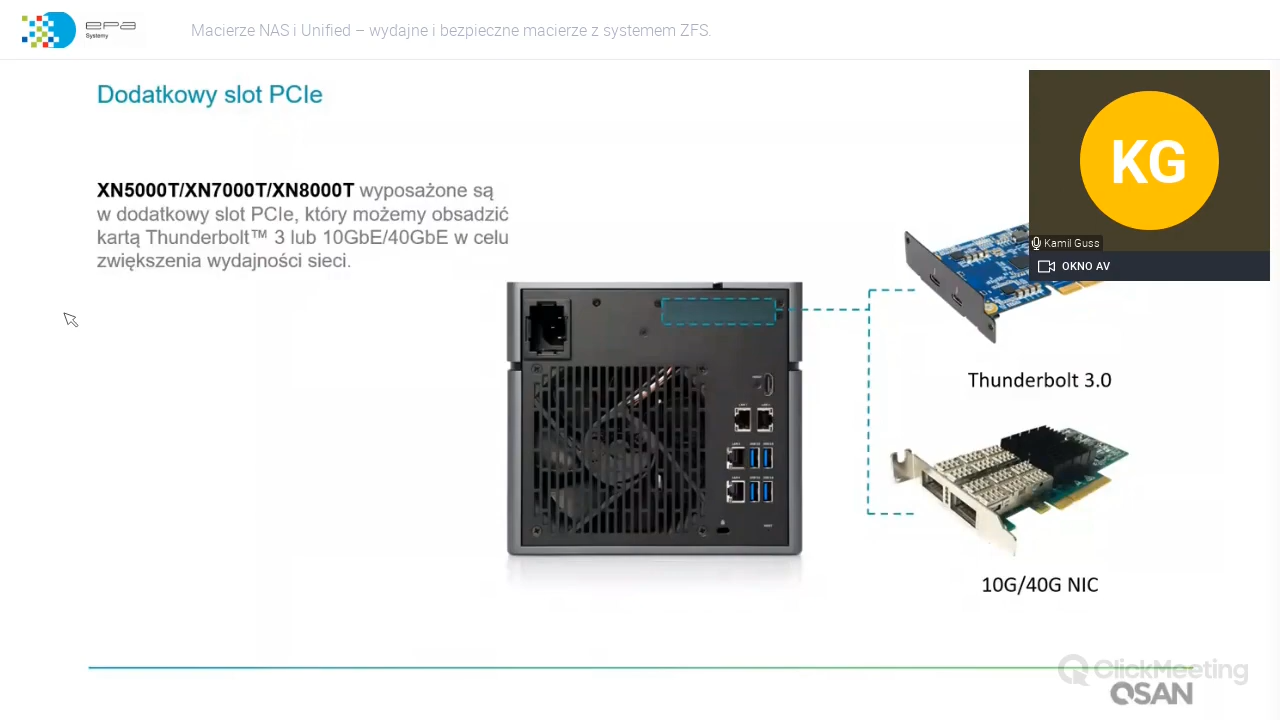 epa
Systemy
Macierze NAS i Unified – wydajne i bezpieczne macierze z systemem ZFS.
Dodatkowy slot PCIe
KG
XN5000T/XN7000T/XN8000T wyposażone są
w dodatkowy slot PCIe, który możemy obsadzić
kartą Thunderbolt™ 3 lub 10GbE/40GbE w celu
zwiększenia wydajności sieci.
Kamil Guss
OKNO AV
Thunderbolt 3.0
10G/40G NIC
ClickMeeting
QSAN